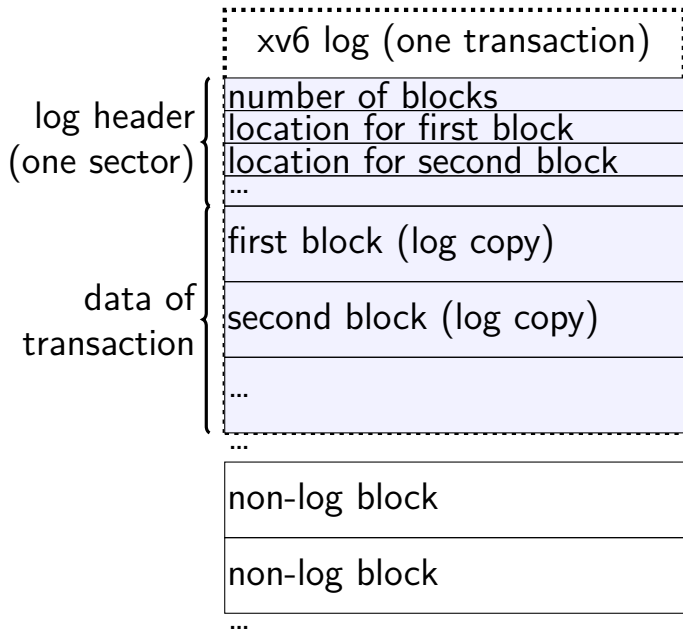 xv6 log (one transaction)
log header
(one sector)
number of blocks
location for first block
location for second block
...
data of
transaction
first block (log copy)
second block (log copy)
...
...
non-log block
non-log block
...